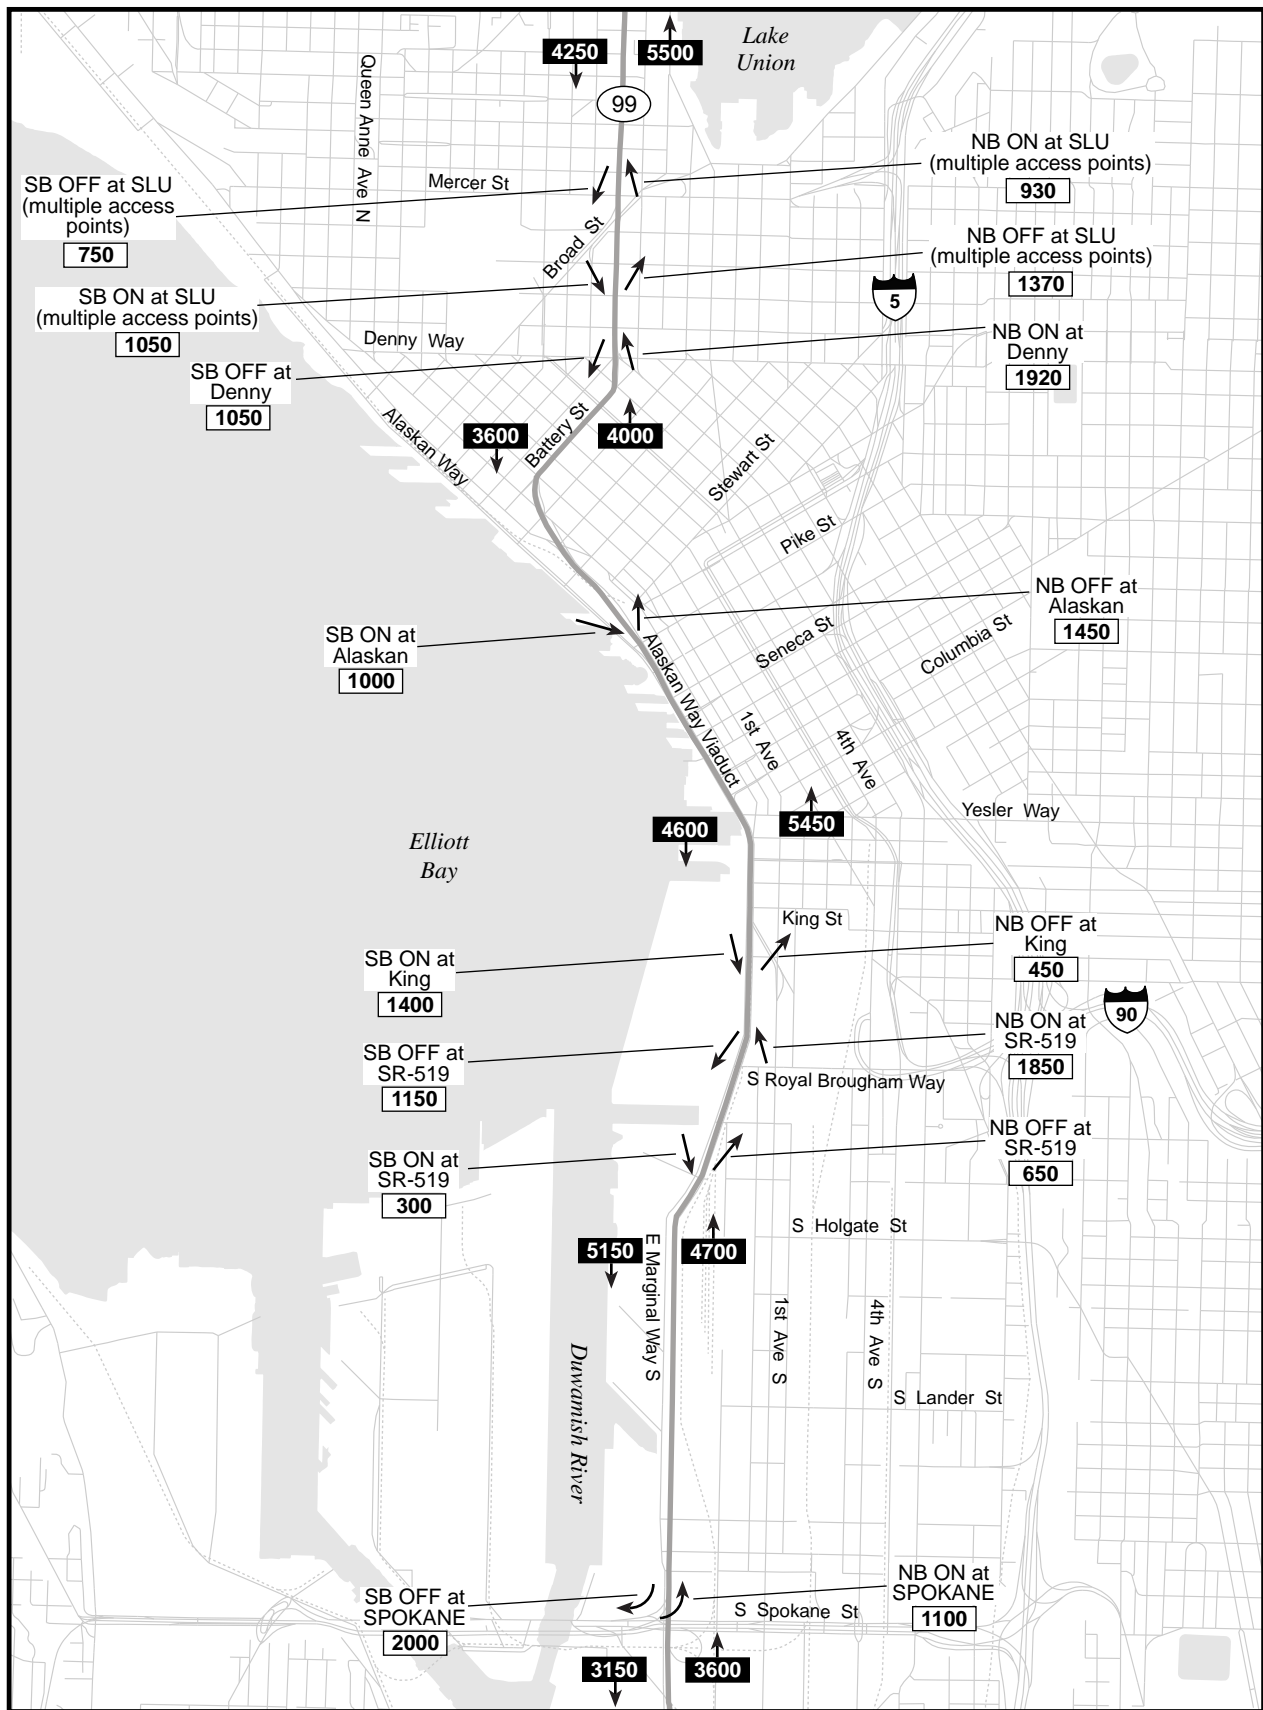 Lake
Union
4250
5500
99
Queen Anne Ave N
Mercer St
NB ON at SLU
(multiple access points)
930
SB OFF at SLU
(multiple access
points)
750
Broad St
NB OFF at SLU
(multiple access points)
1370
5
SB ON at SLU
(multiple access points)
1050
Denny Way
NB ON at
Denny
1920
SB OFF at
Denny
1050
Alaskan Way
3600
Battery St
4000
Stewart St
Pike St
NB OFF at
Alaskan
1450
SB ON at
Alaskan
1000
Alaskan Way Viaduct
Seneca St
Columbia St
1st Ave
4th Ave
Yesler Way
4600
5450
Elliott
Bay
King St
NB OFF at
King
450
SB ON at
King
1400
90
NB ON at
SR-519
1850
SB OFF at
SR-519
1150
S Royal Brougham Way
NB OFF at
SR-519
650
SB ON at
SR-519
300
S Holgate St
5150
4700
E Marginal Way S
1st Ave S
4th Ave S
Duwamish River
S Lander St
NB ON at
SPOKANE
1100
SB OFF at
SPOKANE
2000
S Spokane St
3150
3600